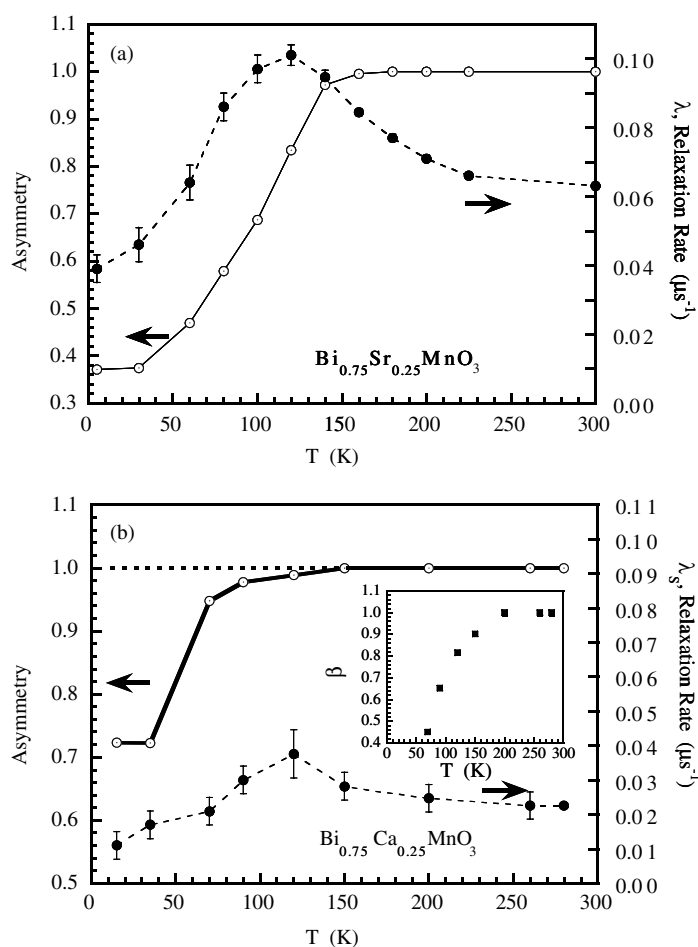 (a)
1.1
1.0
0.9
0.8
0.7
0.6
0.5
0.4
0.3
Asymmetry
0.10
0.08
0.06
0.04
0.02
0.00
λ, Relaxation Rate (μs⁻¹)
Bi₀.₇₅Sr₀.₂₅MnO₃
0 50 100 150 200 250 300
T (K)
(b)
1.1
1.0
0.9
0.8
0.7
0.6
0.5
Asymmetry
0.11
0.10
0.09
0.08
0.07
0.06
0.05
0.04
0.03
0.02
0.01
0.00
λₛ, Relaxation Rate (μs⁻¹)
1.1
1.0
0.9
0.8
0.7
0.6
0.5
0.4
β
0 50 100 150 200 250 300
T (K)
Bi₀.₇₅Ca₀.₂₅MnO₃
0 50 100 150 200 250 300
T (K)